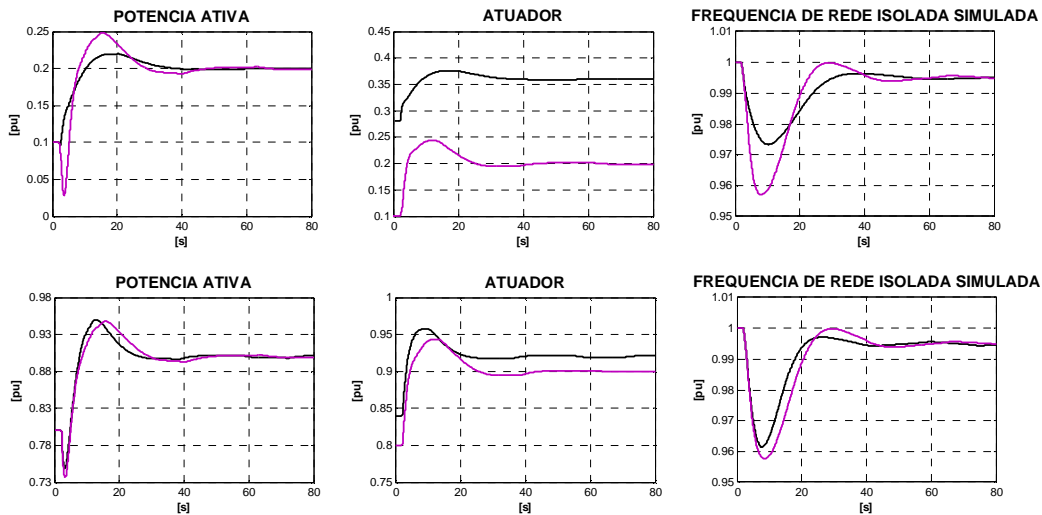 POTENCIA ATIVA
0.25
0.2
0.15
0.1
0.05
0
[pu]
0 20 40 60 80
[s]
ATUADOR
0.45
0.4
0.35
0.3
0.25
0.2
0.15
0.1
[pu]
0 20 40 60 80
[s]
FREQUENCIA DE REDE ISOLADA SIMULADA
1.01
1
0.99
0.98
0.97
0.96
0.95
[pu]
0 20 40 60 80
[s]
POTENCIA ATIVA
0.98
0.93
0.88
0.83
0.78
0.73
[pu]
0 20 40 60 80
[s]
ATUADOR
1
0.95
0.9
0.85
0.8
0.75
[pu]
0 20 40 60 80
[s]
FREQUENCIA DE REDE ISOLADA SIMULADA
1.01
1
0.99
0.98
0.97
0.96
0.95
[pu]
0 20 40 60 80
[s]